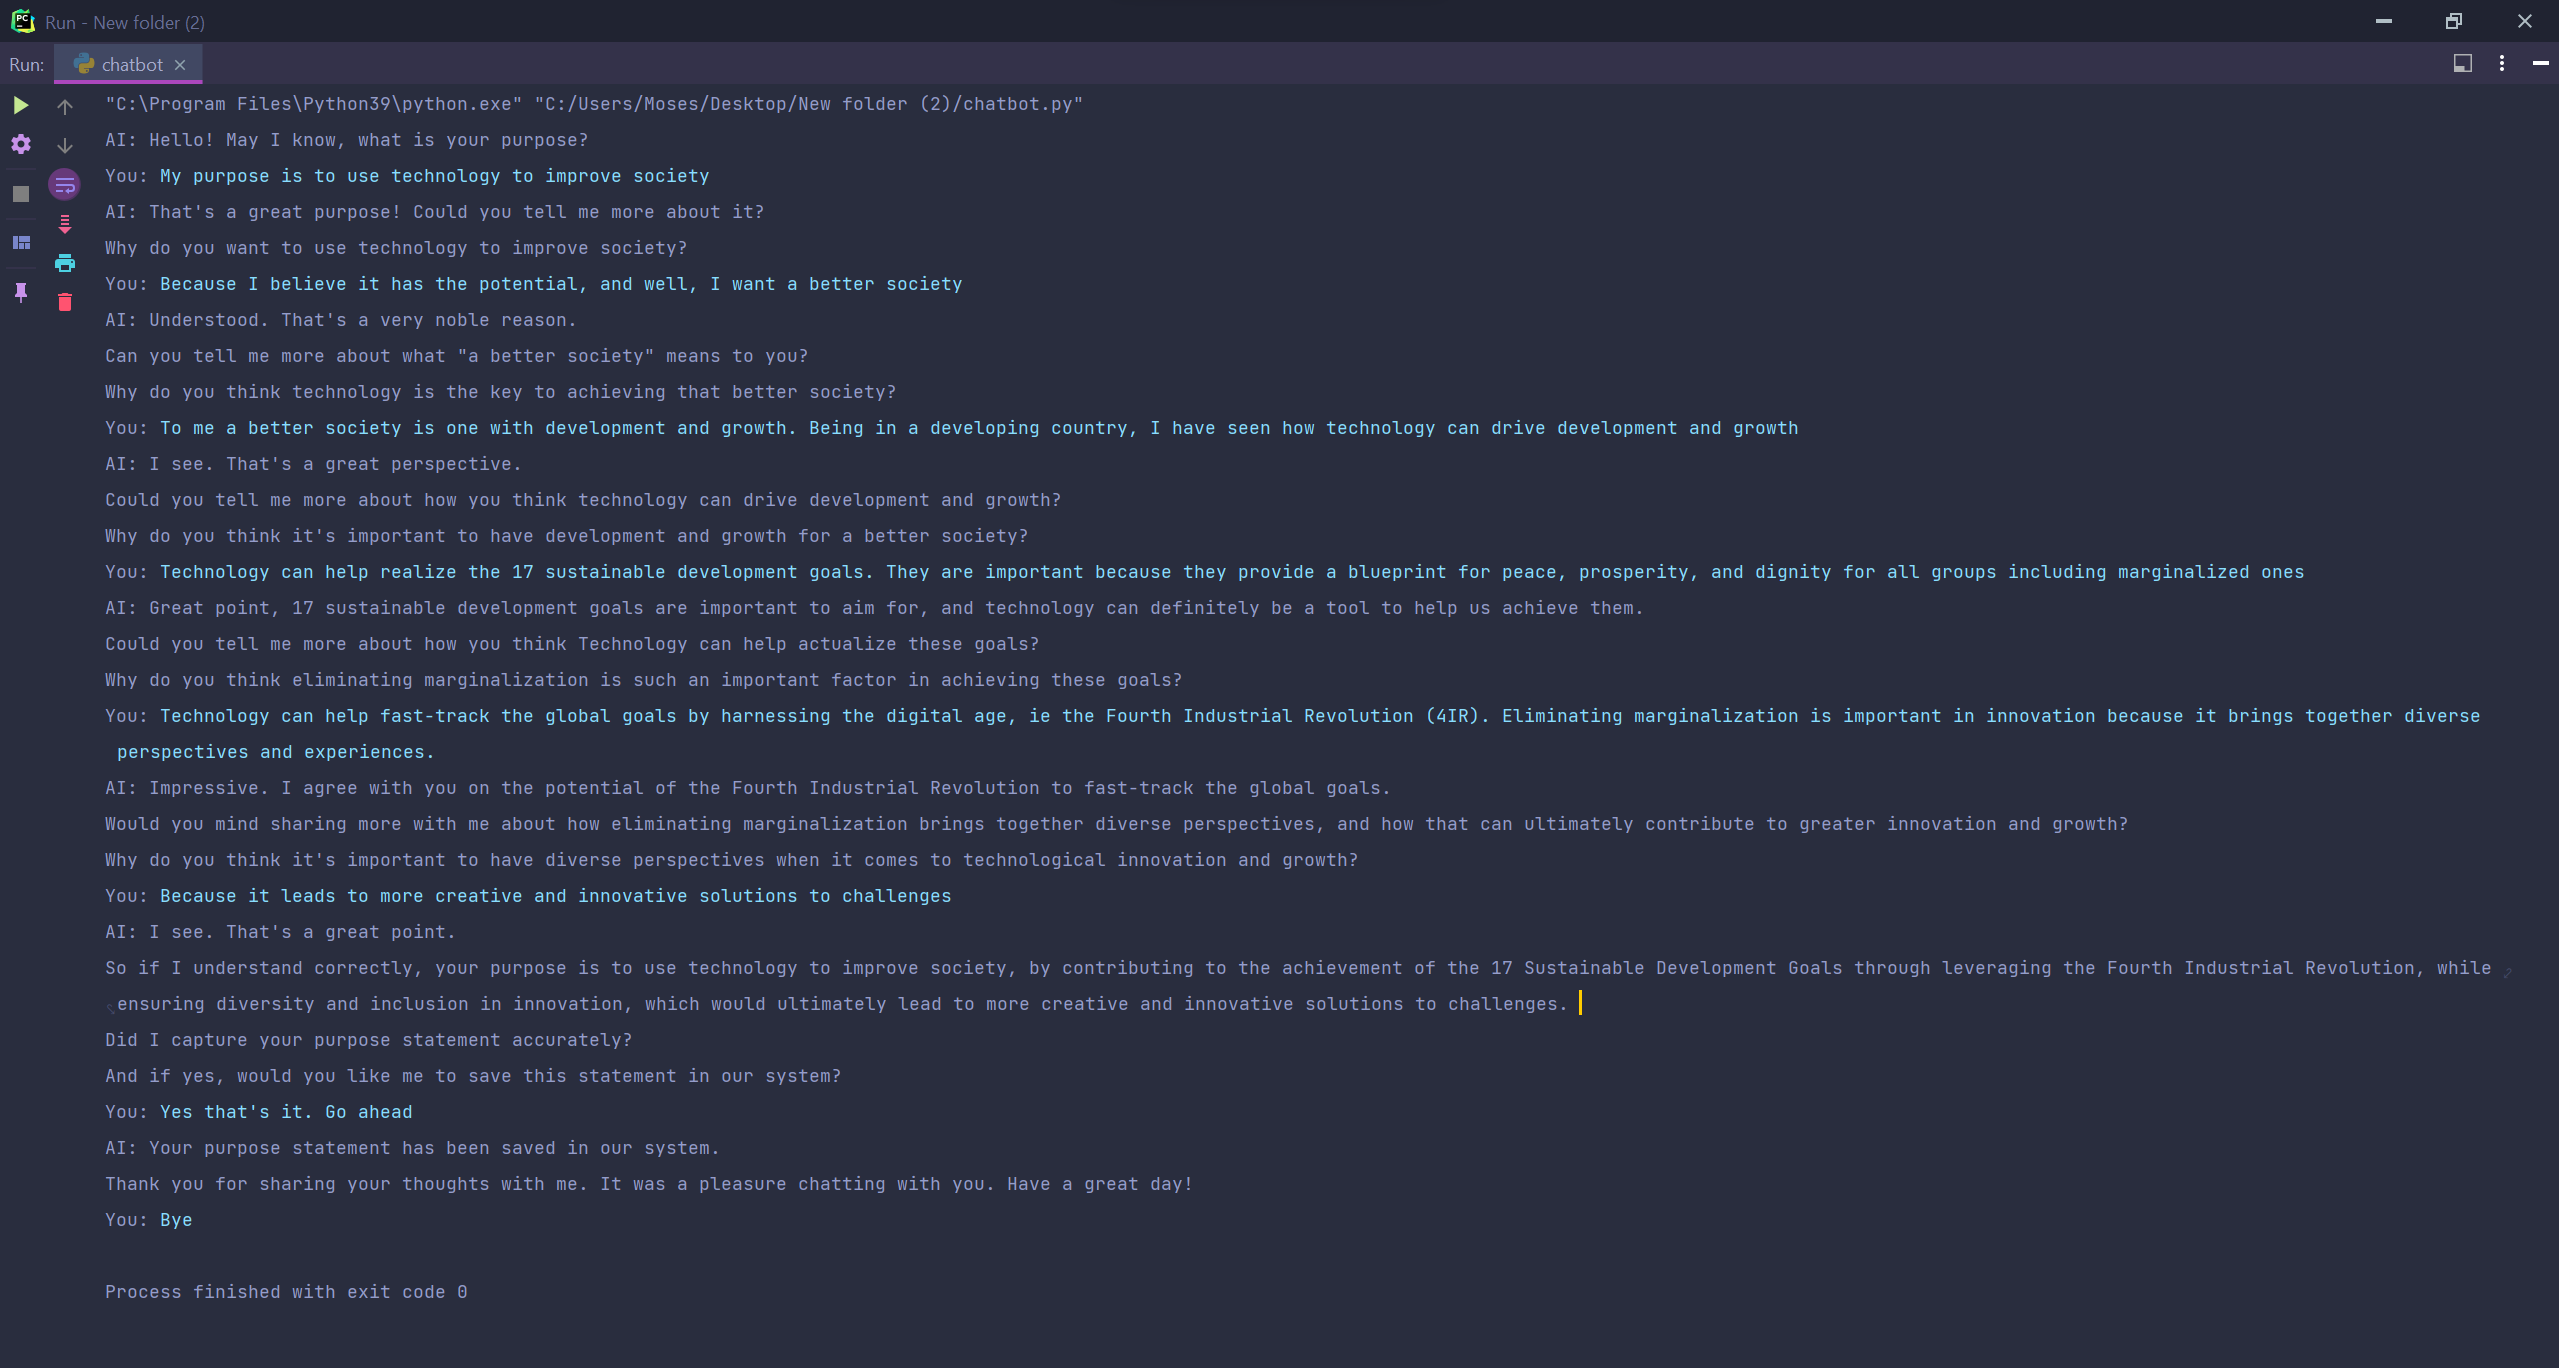 PC Run - New folder (2)
Run: chatbot
"C:\Program Files\Python39\python.exe" "C:/Users/Moses/Desktop/New folder (2)/chatbot.py"
AI: Hello! May I know, what is your purpose?
You: My purpose is to use technology to improve society
AI: That's a great purpose! Could you tell me more about it?
Why do you want to use technology to improve society?
You: Because I believe it has the potential, and well, I want a better society
AI: Understood. That's a very noble reason.
Can you tell me more about what "a better society" means to you?
Why do you think technology is the key to achieving that better society?
You: To me a better society is one with development and growth. Being in a developing country, I have seen how technology can drive development and growth
AI: I see. That's a great perspective.
Could you tell me more about how you think technology can drive development and growth?
Why do you think it's important to have development and growth for a better society?
You: Technology can help realize the 17 sustainable development goals. They are important because they provide a blueprint for peace, prosperity, and dignity for all groups including marginalized ones
AI: Great point, 17 sustainable development goals are important to aim for, and technology can definitely be a tool to help us achieve them.
Could you tell me more about how you think Technology can help actualize these goals?
Why do you think eliminating marginalization is such an important factor in achieving these goals?
You: Technology can help fast-track the global goals by harnessing the digital age, ie the Fourth Industrial Revolution (4IR). Eliminating marginalization is important in innovation because it brings together diverse
perspectives and experiences.
AI: Impressive. I agree with you on the potential of the Fourth Industrial Revolution to fast-track the global goals.
Would you mind sharing more with me about how eliminating marginalization brings together diverse perspectives, and how that can ultimately contribute to greater innovation and growth?
Why do you think it's important to have diverse perspectives when it comes to technological innovation and growth?
You: Because it leads to more creative and innovative solutions to challenges
AI: I see. That's a great point.
So if I understand correctly, your purpose is to use technology to improve society, by contributing to the achievement of the 17 Sustainable Development Goals through leveraging the Fourth Industrial Revolution, while
ensuring diversity and inclusion in innovation, which would ultimately lead to more creative and innovative solutions to challenges.
Did I capture your purpose statement accurately?
And if yes, would you like me to save this statement in our system?
You: Yes that's it. Go ahead
AI: Your purpose statement has been saved in our system.
Thank you for sharing your thoughts with me. It was a pleasure chatting with you. Have a great day!
You: Bye
Process finished with exit code 0